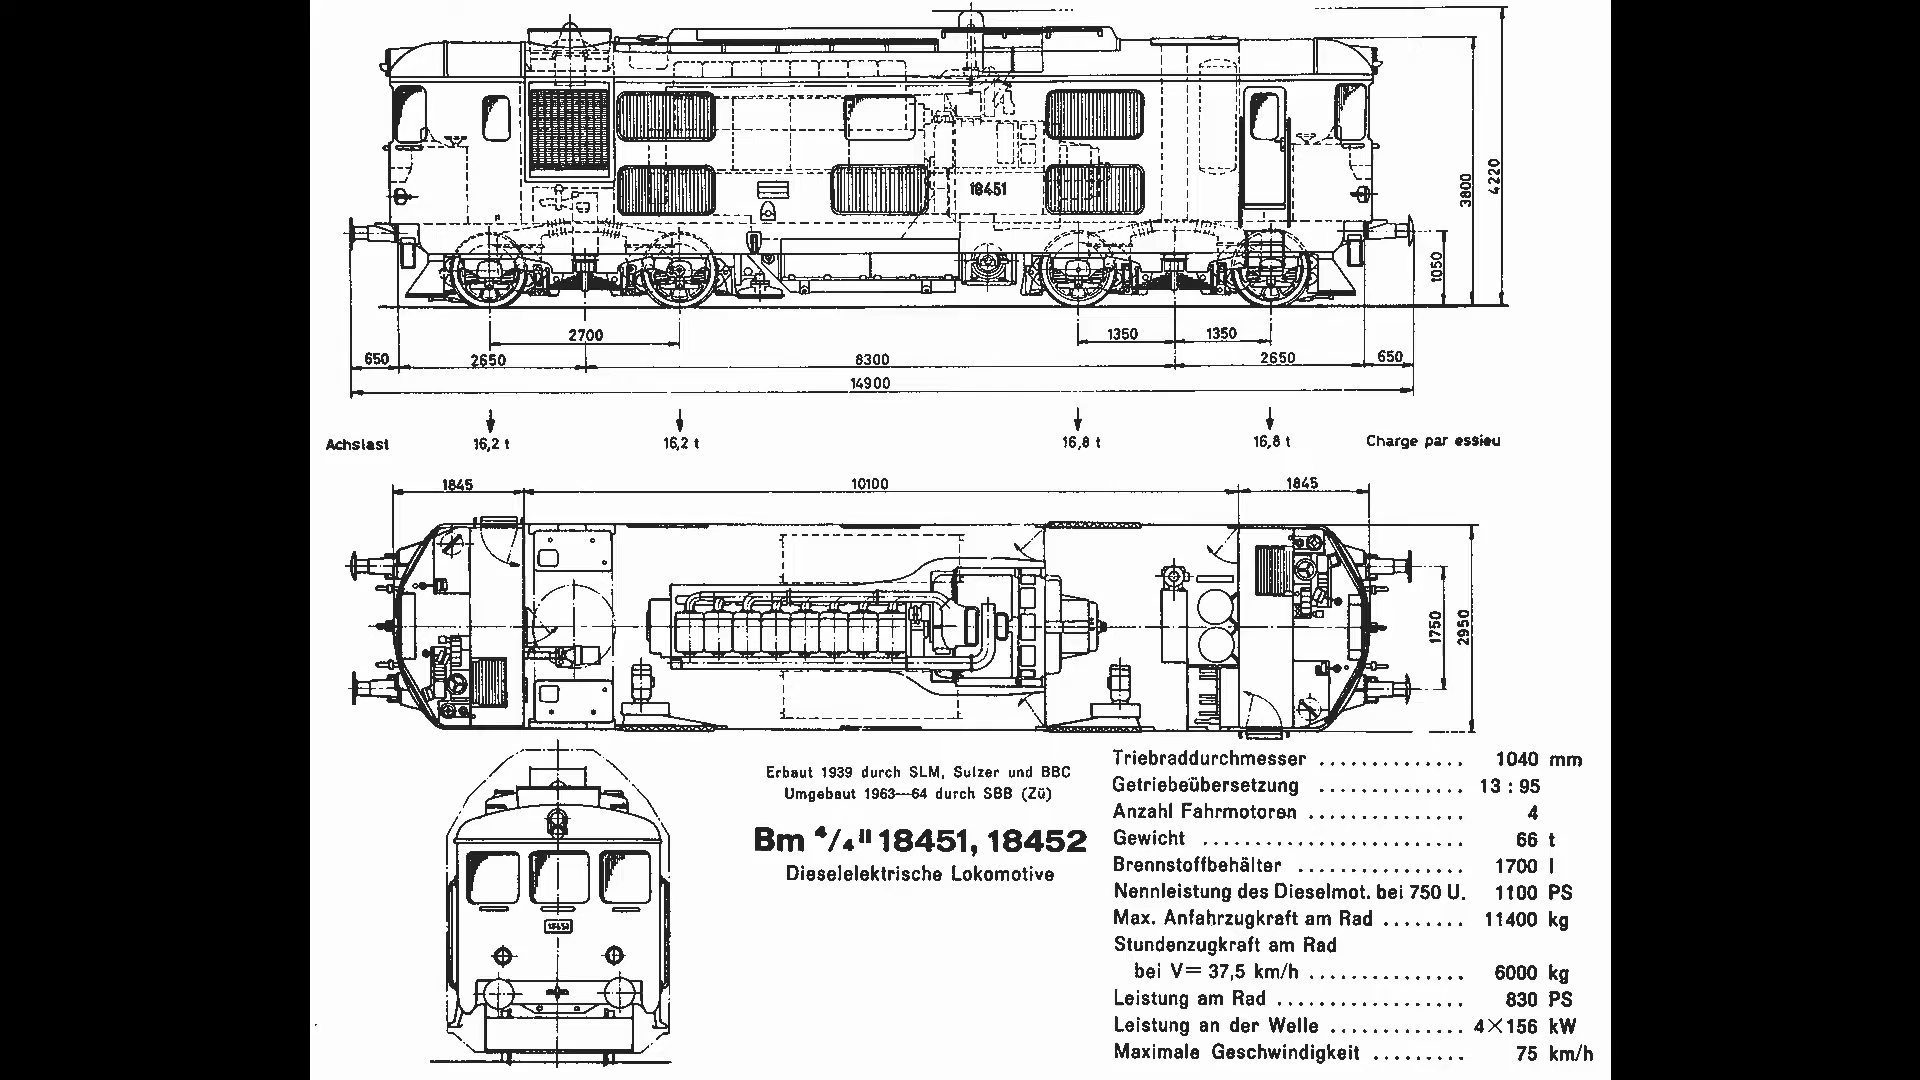 18451
3800
4220
1050
2700
1350
1350
650
2650
8300
2650
650
14900
Achslast
16,2 t
16,2 t
16,8 t
16,8 t
Charge par essieu
1845
10100
1845
1750
2950
Erbaut 1939 durch SLM, Sulzer und BBC
Umgebaut 1963—64 durch SBB (Zü)
Bm 4/4 II 18451, 18452
Dieselelektrische Lokomotive
Triebraddurchmesser .............. 1040 mm
Getriebeübersetzung .............. 13 : 95
Anzahl Fahrmotoren ............... 4
Gewicht ......................... 66 t
Brennstoffbehälter ................ 1700 l
Nennleistung des Dieselmot. bei 750 U. 1100 PS
Max. Anfahrzugkraft am Rad ........ 11400 kg
Stundenzugkraft am Rad
bei V= 37,5 km/h ............... 6000 kg
Leistung am Rad .................. 830 PS
Leistung an der Welle ............. 4×156 kW
Maximale Geschwindigkeit ......... 75 km/h